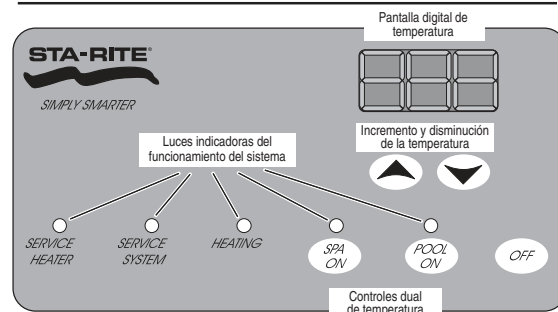 Pantalla digital de
temperatura
STA-RITE®
SIMPLY SMARTER
Incremento y disminución
de la temperatura
Luces indicadoras del
funcionamiento del sistema
SERVICE
HEATER
SERVICE
SYSTEM
HEATING
SPA
ON
POOL
ON
OFF
Controles dual
de temperatura